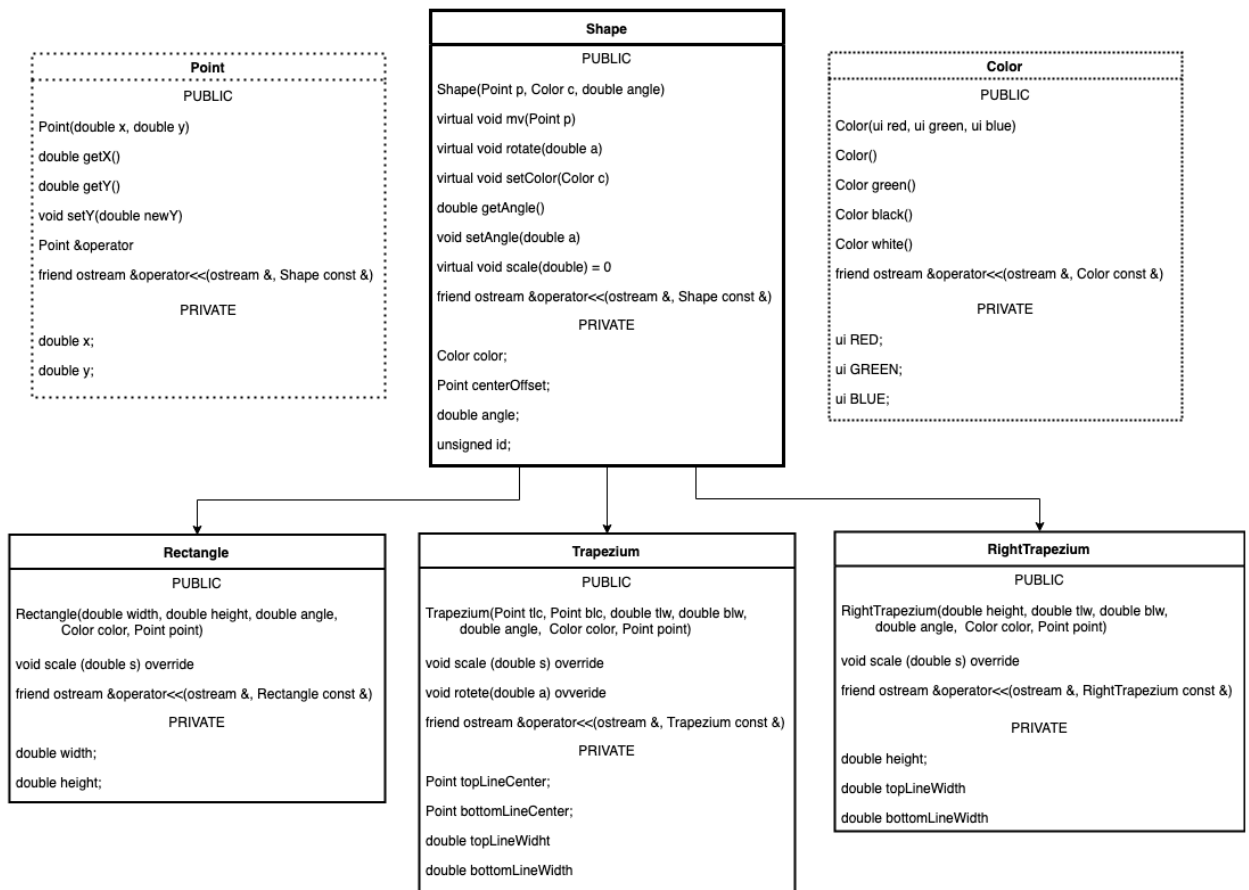 Point
PUBLIC
Point(double x, double y)
double getX()
double getY()
void setY(double newY)
Point &operator
friend ostream &operator<<(ostream &, Shape const &)
PRIVATE
double x;
double y;
Shape
PUBLIC
Shape(Point p, Color c, double angle)
virtual void mv(Point p)
virtual void rotate(double a)
virtual void setColor(Color c)
double getAngle()
void setAngle(double a)
virtual void scale(double) = 0
friend ostream &operator<<(ostream &, Shape const &)
PRIVATE
Color color;
Point centerOffset;
double angle;
unsigned id;
Color
PUBLIC
Color(ui red, ui green, ui blue)
Color()
Color green()
Color black()
Color white()
friend ostream &operator<<(ostream &, Color const &)
PRIVATE
ui RED;
ui GREEN;
ui BLUE;
Rectangle
PUBLIC
Rectangle(double width, double height, double angle,
Color color, Point point)
void scale (double s) override
friend ostream &operator<<(ostream &, Rectangle const &)
PRIVATE
double width;
double height;
Trapezium
PUBLIC
Trapezium(Point tlc, Point blc, double tlw, double blw,
double angle, Color color, Point point)
void scale (double s) override
void rotete(double a) ovveride
friend ostream &operator<<(ostream &, Trapezium const &)
PRIVATE
Point topLineCenter;
Point bottomLineCenter;
double topLineWidht
double bottomLineWidth
RightTrapezium
PUBLIC
RightTrapezium(double height, double tlw, double blw,
double angle, Color color, Point point)
void scale (double s) override
friend ostream &operator<<(ostream &, RightTrapezium const &)
PRIVATE
double height;
double topLineWidth
double bottomLineWidth